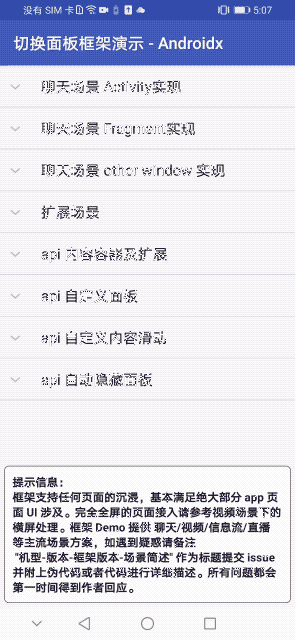 没有 SIM 卡 5:07
切换面板框架演示 - Androidx
聊天场景 Activity实现
聊天场景 Fragment实现
聊天场景 other window 实现
扩展场景
api 内容容器及扩展
api 自定义面板
api 自定义内容滑动
api 自动隐藏面板
提示信息：
框架支持任何页面的沉浸，基本满足绝大部分 app 页
面 UI 涉及。完全全屏的页面接入请参考视频场景下的
横屏处理。框架 Demo 提供 聊天/视频/信息流/直播
等主流场景方案，如遇到疑惑请备注
"机型-版本-框架版本-场景简述" 作为标题提交 issue
并附上伪代码或者代码进行详细描述。所有问题都会
第一时间得到作者回应。